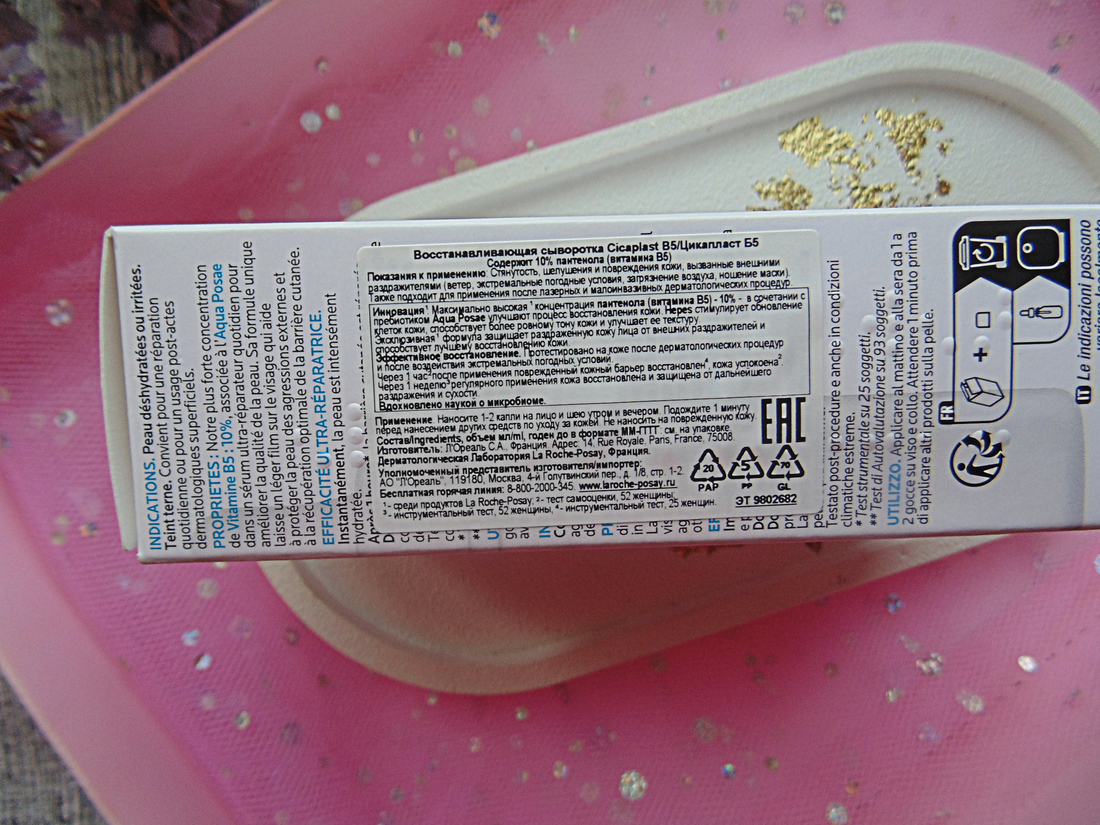 Восстанавливающая сыворотка Cicaplast B5/Цикапласт Б5
Содержит 10% пантенола (витамина B5)
Показания к применению: Стянутость, шелушения и повреждения кожи, вызванные внешними
раздражителями (ветер, экстремальные погодные условия, загрязнение воздуха, ношение маски).
Также подходит для применения после лазерных и малоинвазивных дерматологических процедур.
Инновация¹ Максимально высокая¹ концентрация пантенола (витамина B5) - 10% - в сочетании с
пребиотиком Aqua Posae улучшают процесс восстановления кожи. Hepes стимулирует обновление
клеток кожи, способствует более ровному тону кожи и улучшает ее текстуру.
Эксклюзивная¹ формула защищает раздраженную кожу лица от внешних раздражителей и
способствует лучшему восстановлению кожи.
Эффективное восстановление. Протестировано на коже после дерматологических процедур
и после воздействия экстремальных погодных условий.
Через 1 час² после применения поврежденный кожный барьер восстановлен⁴, кожа успокоена².
Через 1 неделю³ регулярного применения кожа восстановлена и защищена от дальнейшего
раздражения и сухости.
Вдохновлено наукой о микробиоме.
Применение: Наносите 1-2 капли на лицо и шею утром и вечером. Подождите 1 минуту
перед нанесением других средств по уходу за кожей. Не наносить на поврежденную кожу
Состав/Ingredients, объем мл/ml, годен до в формате ММ-ГГГГ см. на упаковке.
Изготовитель: Л'Ореаль С.А., Франция. Адрес: 14, Rue Royale, Paris, France, 75008.
Дерматологическая Лаборатория La Roche-Posay, Франция.
Уполномоченный представитель изготовителя/импортер:
АО "Л'Ореаль", 119180, Москва, 4-й Голутвинский пер., д. 1/8, стр. 1-2.
Бесплатная горячая линия: 8-800-2000-345 www.laroche-posay.ru
¹- среди продуктов La Roche-Posay; ²- тест самооценки, 52 женщины;
- инструментальный тест, 52 женщины, ⁴- инструментальный тест, 25 женщин.
EAC
20
PAP
5
PP
70
GL
ЭТ 9802682
INDICATIONS. Peau déshydratées ou irritées.
Teint terne. Convient pour une réparation
quotidienne ou pour un usage post-actes
dermatologiques superficiels.
PROPRIETES : Notre plus forte concentration
de Vitamine B5 : 10%, associée à l'Aqua Posae
dans un sérum ultra-réparateur quotidien pour
améliorer la qualité de la peau. Sa formule unique
laisse un léger film sur le visage qui aide
à protéger la peau des agressions externes et
à la récupération optimale de la barrière cutanée.
EFFICACITÉ ULTRA-RÉPARATRICE.
Instantanément, la peau est intensément
hydratée.
Testato post-procedure e anche in condizioni
climatiche estreme.
* Test strumentale su 25 soggetti.
** Test di Autovalutazione su 93 soggetti.
UTILIZZO. Applicare al mattino e alla sera da 1 a
2 gocce su viso e collo. Attendere 1 minuto prima
di applicare altri prodotti sulla pelle.
FR
+
IT Le indicazioni possono